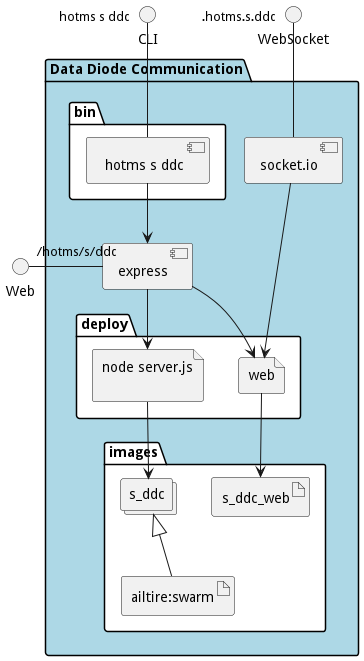 hotms s ddc
.hotms.s.ddc
CLI
WebSocket
Data Diode Communication
bin
hotms s ddc
socket.io
/hotms/s/ddc
express
Web
deploy
node server.js
web
images
s_ddc
s_ddc_web
ailtire:swarm